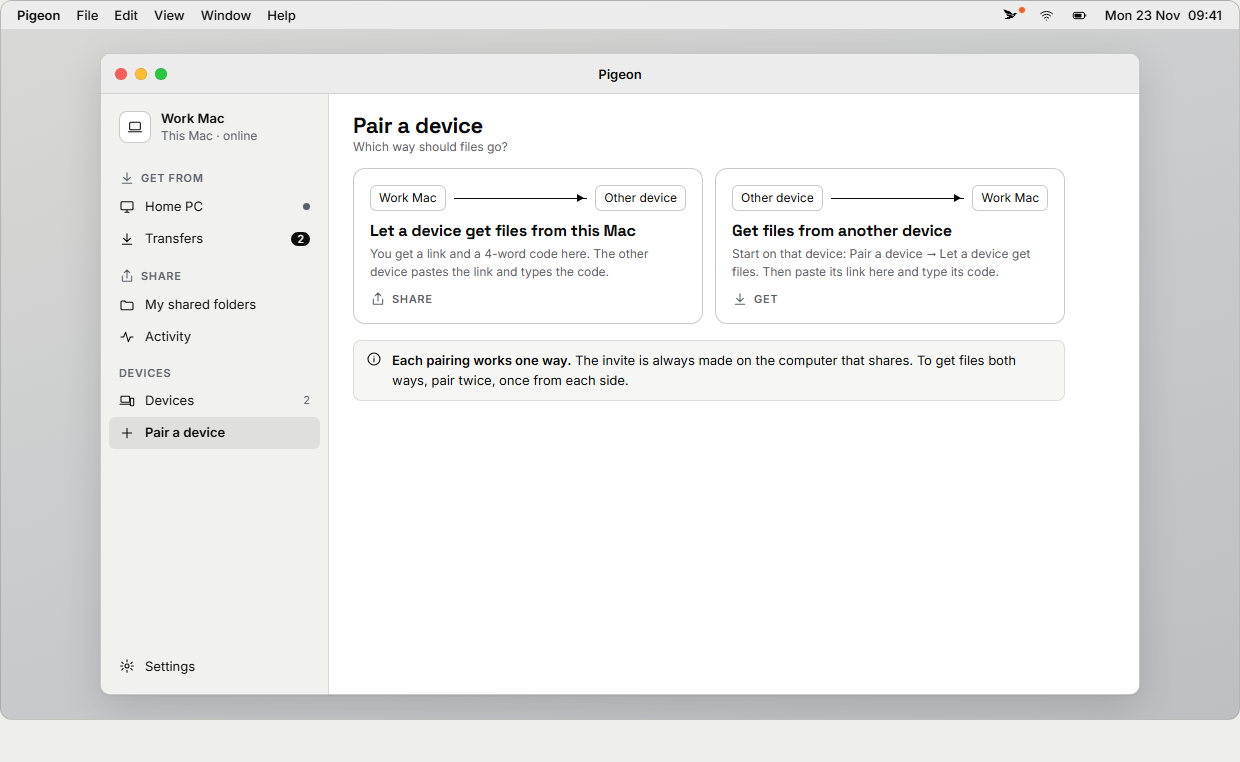 Pigeon File Edit View Window Help Mon 23 Nov 09:41
Pigeon
Work Mac
This Mac · online
GET FROM
Home PC
Transfers 2
SHARE
My shared folders
Activity
DEVICES
Devices 2
Pair a device
Settings
Pair a device
Which way should files go?
Work Mac Other device
Let a device get files from this Mac
You get a link and a 4-word code here. The other
device pastes the link and types the code.
SHARE
Other device Work Mac
Get files from another device
Start on that device: Pair a device → Let a device get
files. Then paste its link here and type its code.
GET
Each pairing works one way. The invite is always made on the computer that shares. To get files both
ways, pair twice, once from each side.